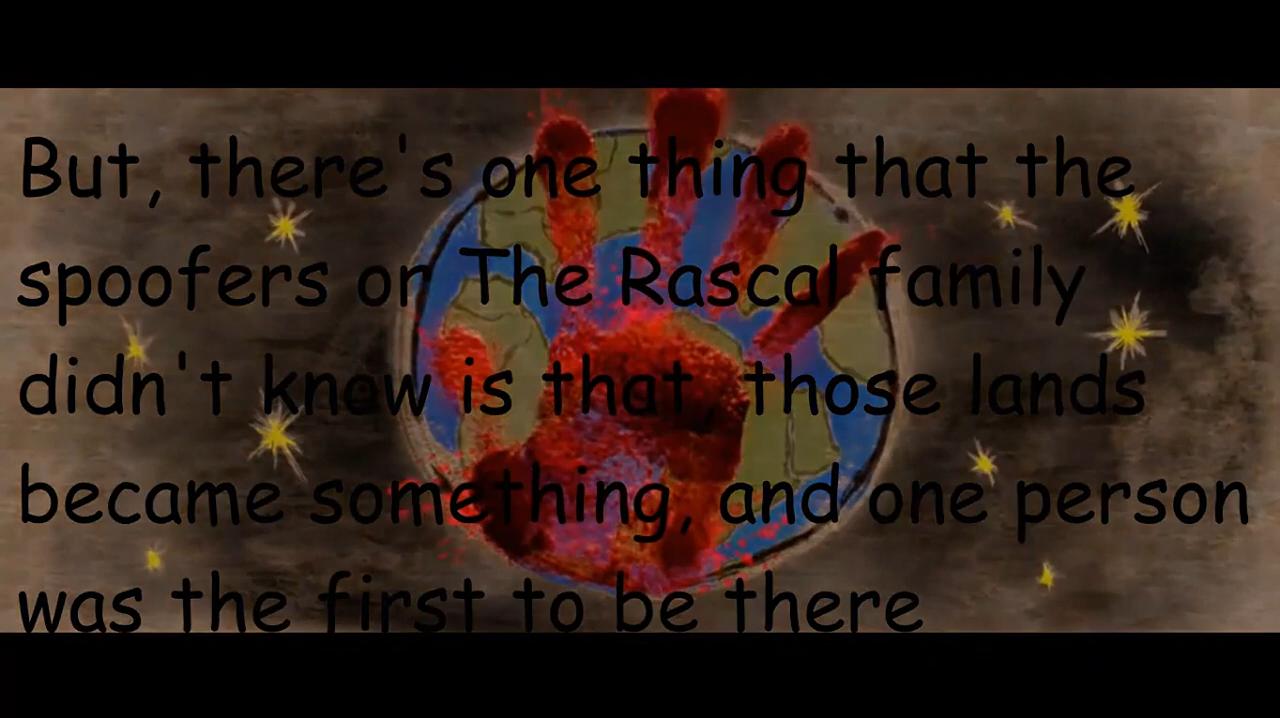 But, there's one thing that the
spoofers or The Rascal family
didn't know is that, those lands
became something, and one person
was the first to be there